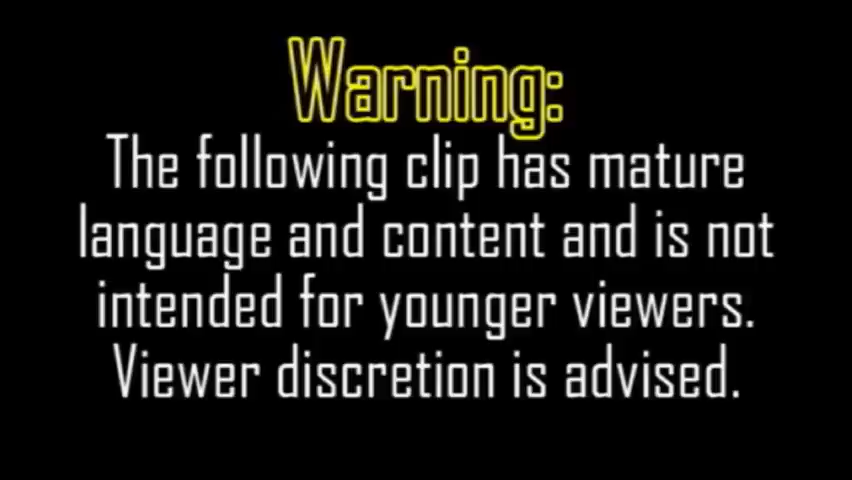 Warning:
The following clip has mature
language and content and is not
intended for younger viewers.
Viewer discretion is advised.